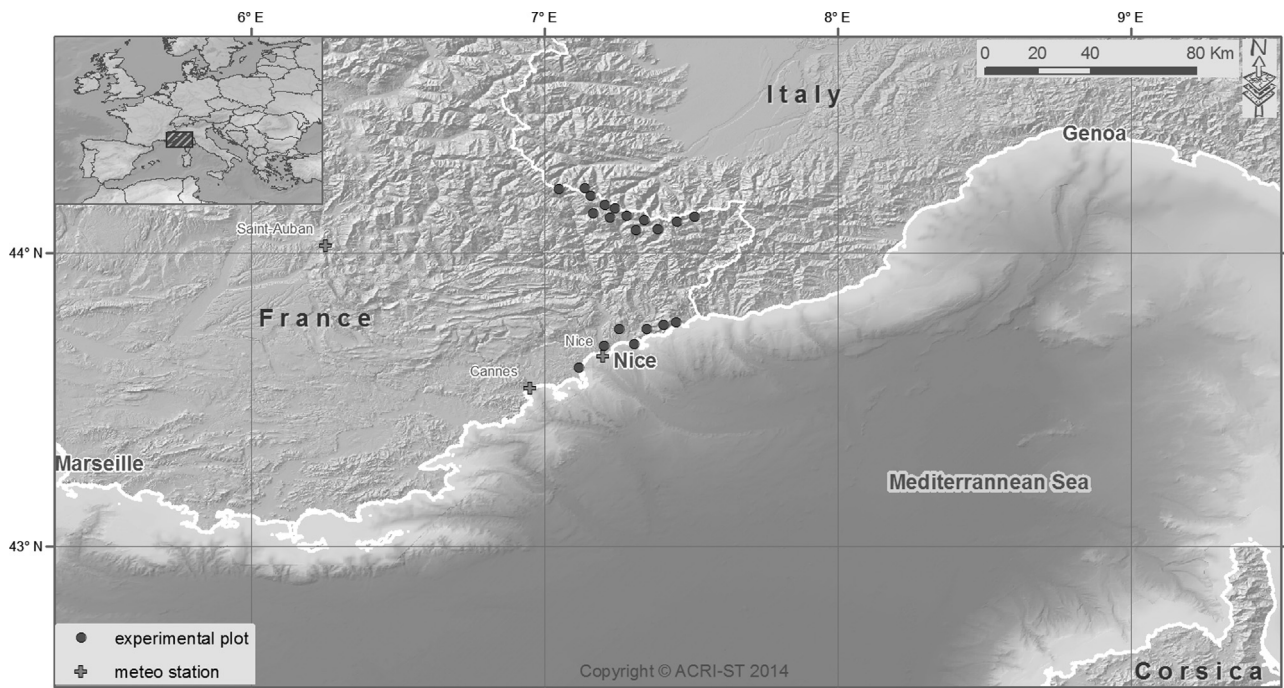 6° E 7° E 8° E 9° E
0 20 40 80 Km
N
Italy
Genoa
Saint-Auban
44° N
France
Nice
Nice
Cannes
Marseille
Mediterrannean Sea
43° N
experimental plot
meteo station
Copyright © ACRI-ST 2014
Corsica